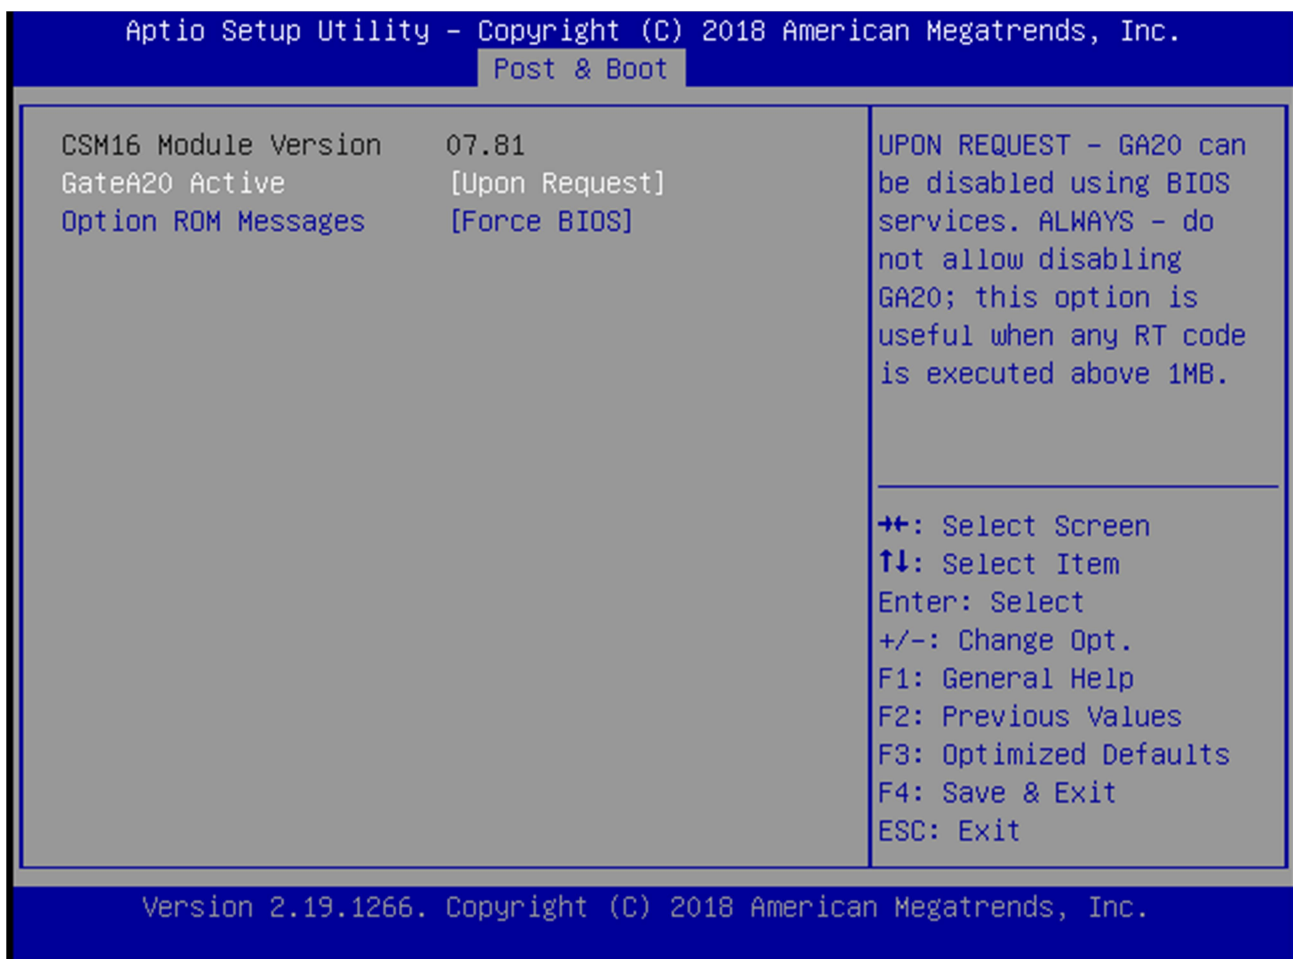 Aptio Setup Utility – Copyright (C) 2018 American Megatrends, Inc.
Post & Boot
CSM16 Module Version 07.81
GateA20 Active [Upon Request]
Option ROM Messages [Force BIOS]
UPON REQUEST – GA20 can
be disabled using BIOS
services. ALWAYS – do
not allow disabling
GA20; this option is
useful when any RT code
is executed above 1MB.
→←: Select Screen
↑↓: Select Item
Enter: Select
+/-: Change Opt.
F1: General Help
F2: Previous Values
F3: Optimized Defaults
F4: Save & Exit
ESC: Exit
Version 2.19.1266. Copyright (C) 2018 American Megatrends, Inc.